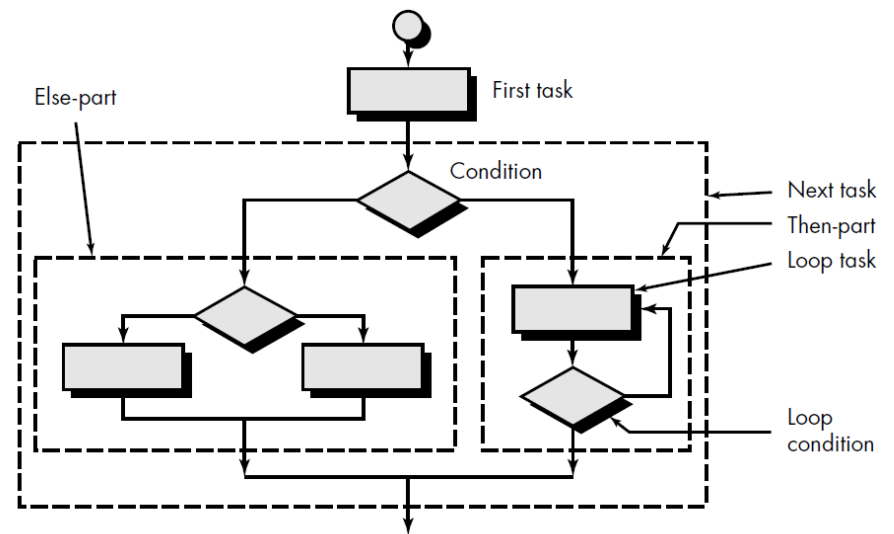 First task
Else-part
Condition
Next task
Then-part
Loop task
Loop
condition